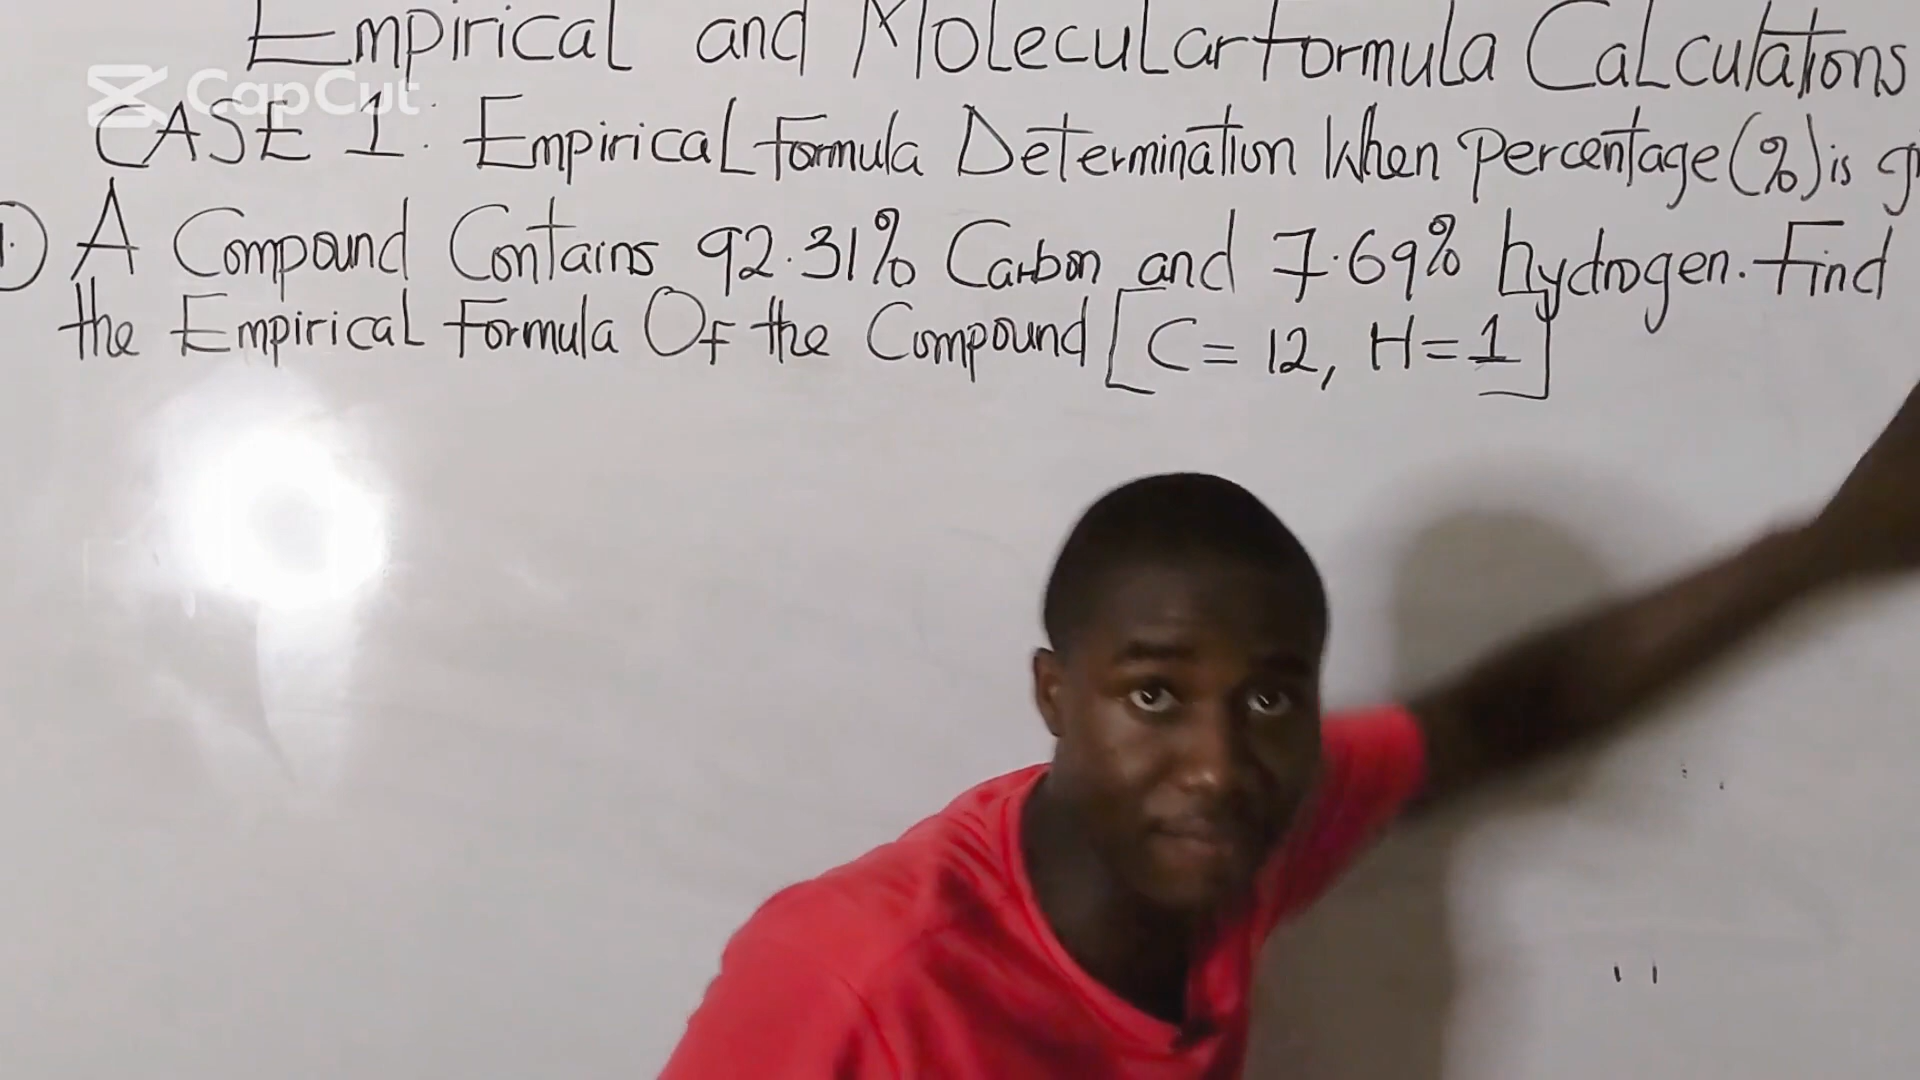 Empirical and Molecular formula Calculations
CapCut
CASE 1: Empirical formula Determination When Percentage (%) is
1.) A Compound Contains 92.31% Carbon and 7.69% hydrogen. Find
the Empirical Formula Of the Compound [C = 12, H = 1]